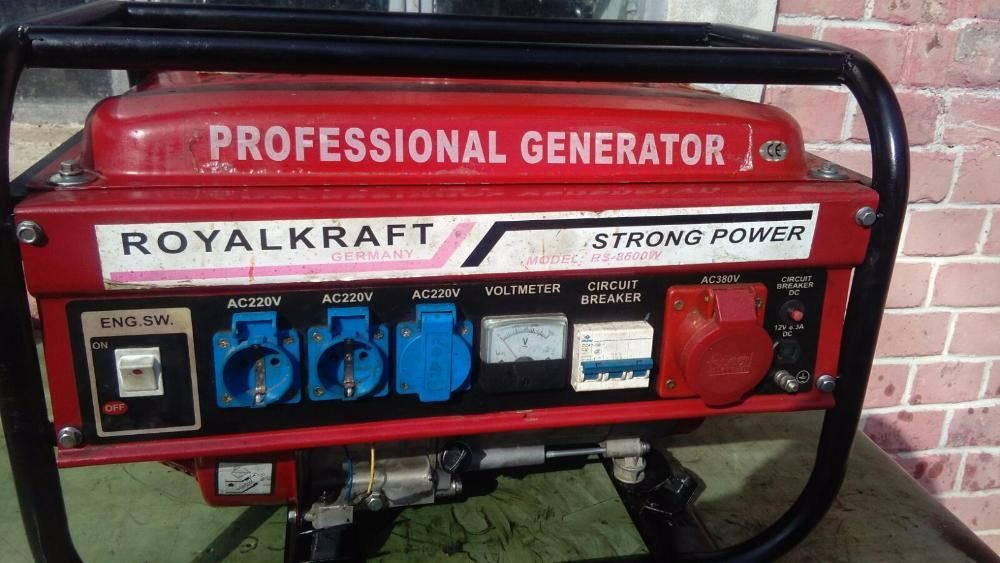 PROFESSIONAL GENERATOR
CE
ROYALKRAFT
GERMANY
STRONG POWER
MODEL: RS-8600W
ENG.SW.
ON
OFF
AC220V
AC220V
AC220V
VOLTMETER
V
CIRCUIT
BREAKER
AC380V
CIRCUIT
BREAKER
DC
12V 8.3A
DC